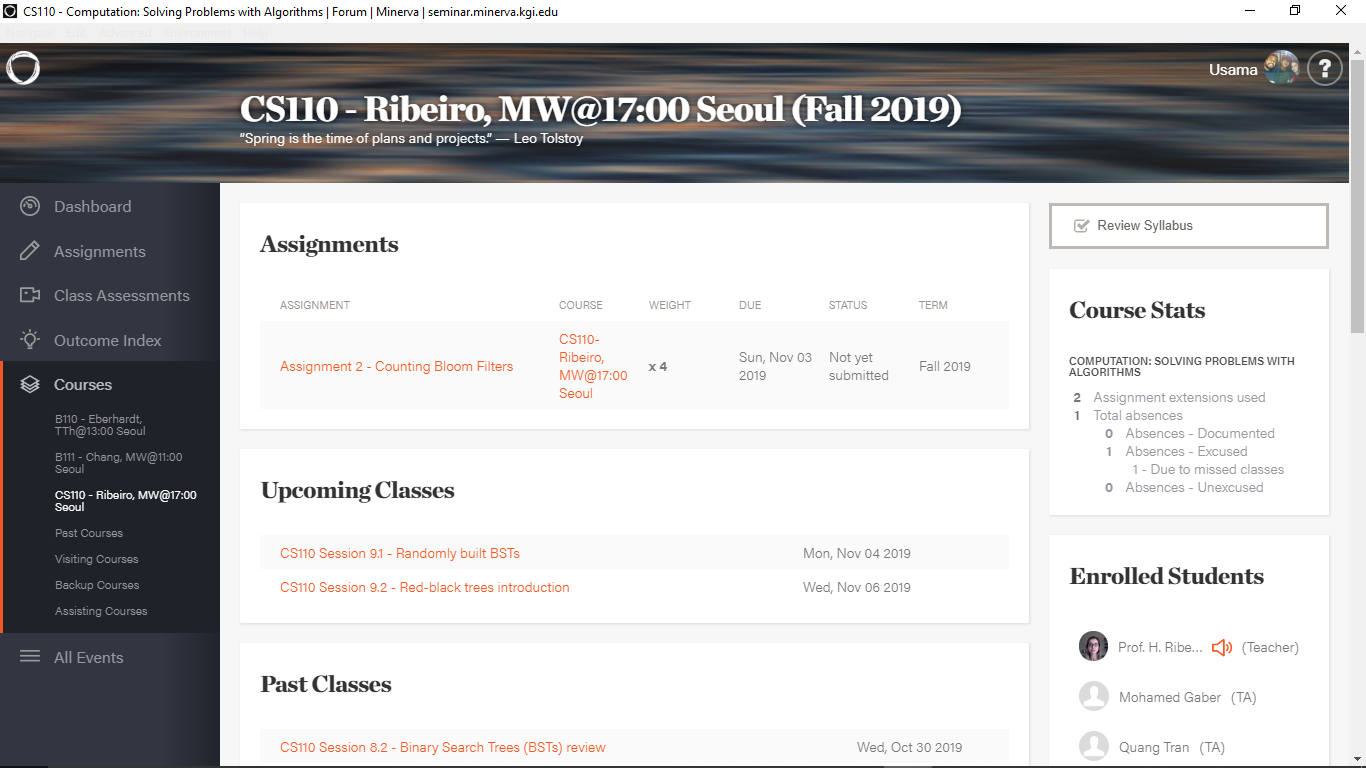 CS110 - Computation: Solving Problems with Algorithms | Forum | Minerva | seminar.minerva.kgi.edu
Navigate Edit Advanced Environment Help
Usama
?
CS110 - Ribeiro, MW@17:00 Seoul (Fall 2019)
"Spring is the time of plans and projects." — Leo Tolstoy
Dashboard
Assignments
Class Assessments
Outcome Index
Courses
B110 - Eberhardt,
TTh@13:00 Seoul
B111 - Chang, MW@11:00
Seoul
CS110 - Ribeiro, MW@17:00
Seoul
Past Courses
Visiting Courses
Backup Courses
Assisting Courses
All Events
Assignments
ASSIGNMENT COURSE WEIGHT DUE STATUS TERM
Assignment 2 - Counting Bloom Filters
CS110-
Ribeiro,
MW@17:00
Seoul
x 4
Sun, Nov 03
2019
Not yet
submitted
Fall 2019
Upcoming Classes
CS110 Session 9.1 - Randomly built BSTs Mon, Nov 04 2019
CS110 Session 9.2 - Red-black trees introduction Wed, Nov 06 2019
Past Classes
CS110 Session 8.2 - Binary Search Trees (BSTs) review Wed, Oct 30 2019
Review Syllabus
Course Stats
COMPUTATION: SOLVING PROBLEMS WITH
ALGORITHMS
2 Assignment extensions used
1 Total absences
0 Absences - Documented
1 Absences - Excused
1 - Due to missed classes
0 Absences - Unexcused
Enrolled Students
Prof. H. Ribe... (Teacher)
Mohamed Gaber (TA)
Quang Tran (TA)